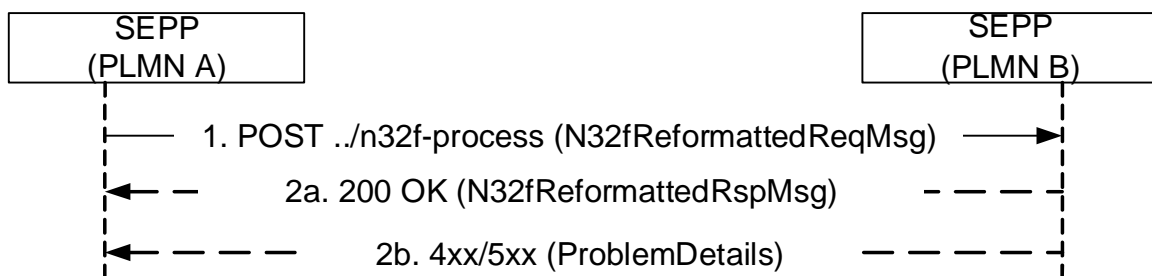 SEPP
(PLMN A)
SEPP
(PLMN B)
1. POST ../n32f-process (N32fReformattedReqMsg)
2a. 200 OK (N32fReformattedRspMsg)
2b. 4xx/5xx (ProblemDetails)